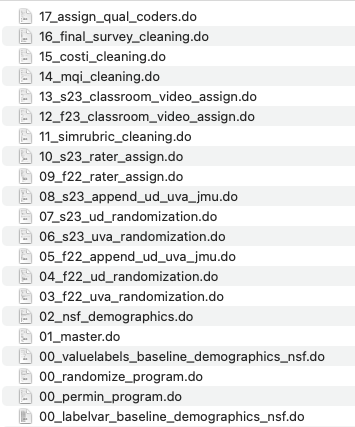 17_assign_qual_coders.do
16_final_survey_cleaning.do
15_costi_cleaning.do
14_mqi_cleaning.do
13_s23_classroom_video_assign.do
12_f23_classroom_video_assign.do
11_simrubric_cleaning.do
10_s23_rater_assign.do
09_f22_rater_assign.do
08_s23_append_ud_uva_jmu.do
07_s23_ud_randomization.do
06_s23_uva_randomization.do
05_f22_append_ud_uva_jmu.do
04_f22_ud_randomization.do
03_f22_uva_randomization.do
02_nsf_demographics.do
01_master.do
00_valuelabels_baseline_demographics_nsf.do
00_randomize_program.do
00_permin_program.do
00_labelvar_baseline_demographics_nsf.do